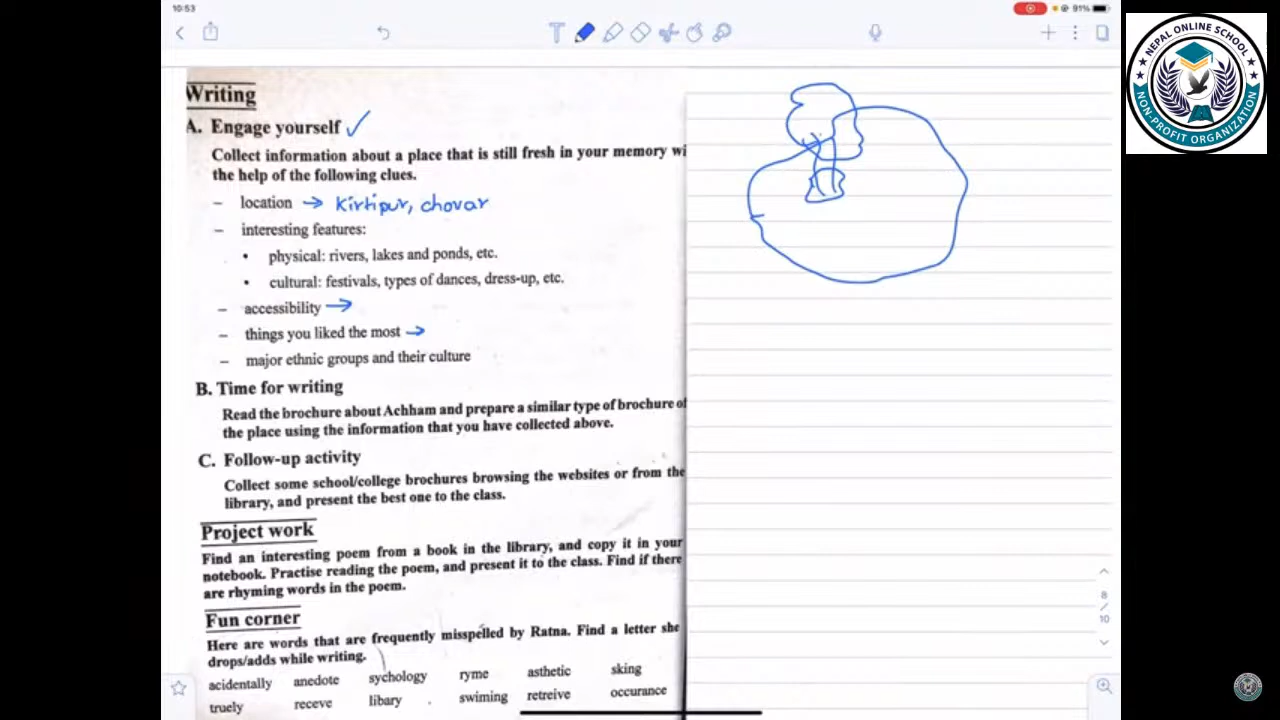 10:53
91%
NEPAL ONLINE SCHOOL
NON-PROFIT ORGANIZATION
Writing
A. Engage yourself ✓
Collect information about a place that is still fresh in your memory wi
the help of the following clues.
– location → kirtipur, chovar
– interesting features:
• physical: rivers, lakes and ponds, etc.
• cultural: festivals, types of dances, dress-up, etc.
– accessibility →
– things you liked the most →
– major ethnic groups and their culture
B. Time for writing
Read the brochure about Achham and prepare a similar type of brochure of
the place using the information that you have collected above.
C. Follow-up activity
Collect some school/college brochures browsing the websites or from the
library, and present the best one to the class.
Project work
Find an interesting poem from a book in the library, and copy it in your
notebook. Practise reading the poem, and present it to the class. Find if there
are rhyming words in the poem.
Fun corner
Here are words that are frequently misspelled by Ratna. Find a letter she
drops/adds while writing.
acidentally anedote sychology ryme asthetic sking
truely receve libary swiming retreive occurance
8
/
10